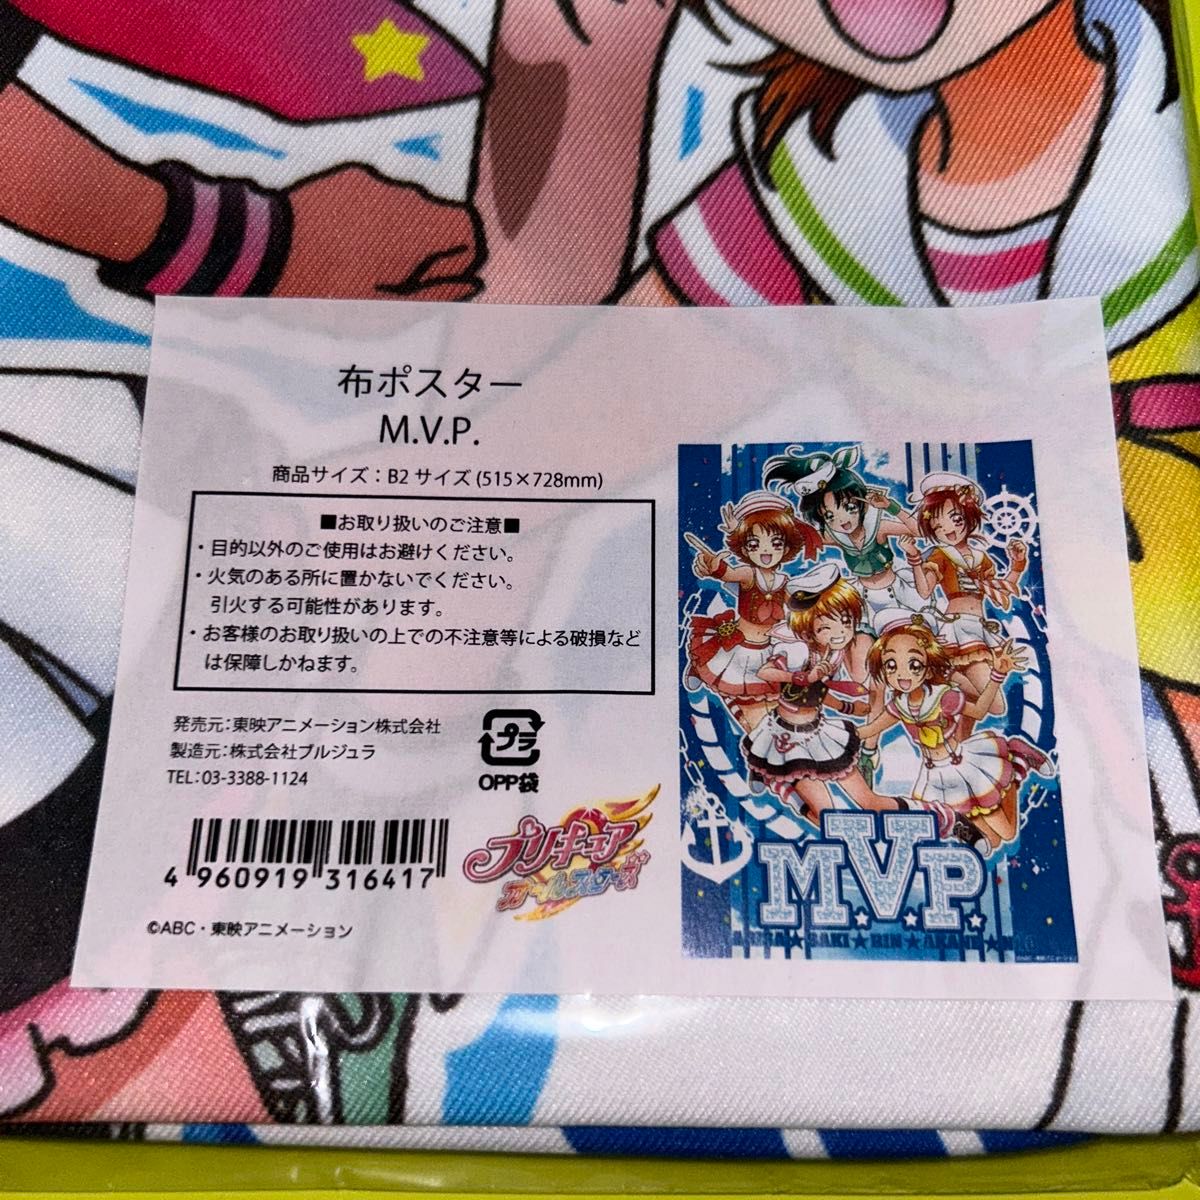 布ポスター
M.V.P.
商品サイズ：B2 サイズ (515×728mm)
■お取り扱いのご注意■
・目的以外のご使用はお避けください。
・火気のある所に置かないでください。
引火する可能性があります。
・お客様のお取り扱いの上での不注意等による破損など
は保障しかねます。
発売元：東映アニメーション株式会社
製造元：株式会社ブルジュラ
TEL：03-3388-1124
プラ
OPP袋
4 960919 316417
プリキュア
オールスターズ
©ABC・東映アニメーション
M.V.P.
SAKI★RIN★AKANE★